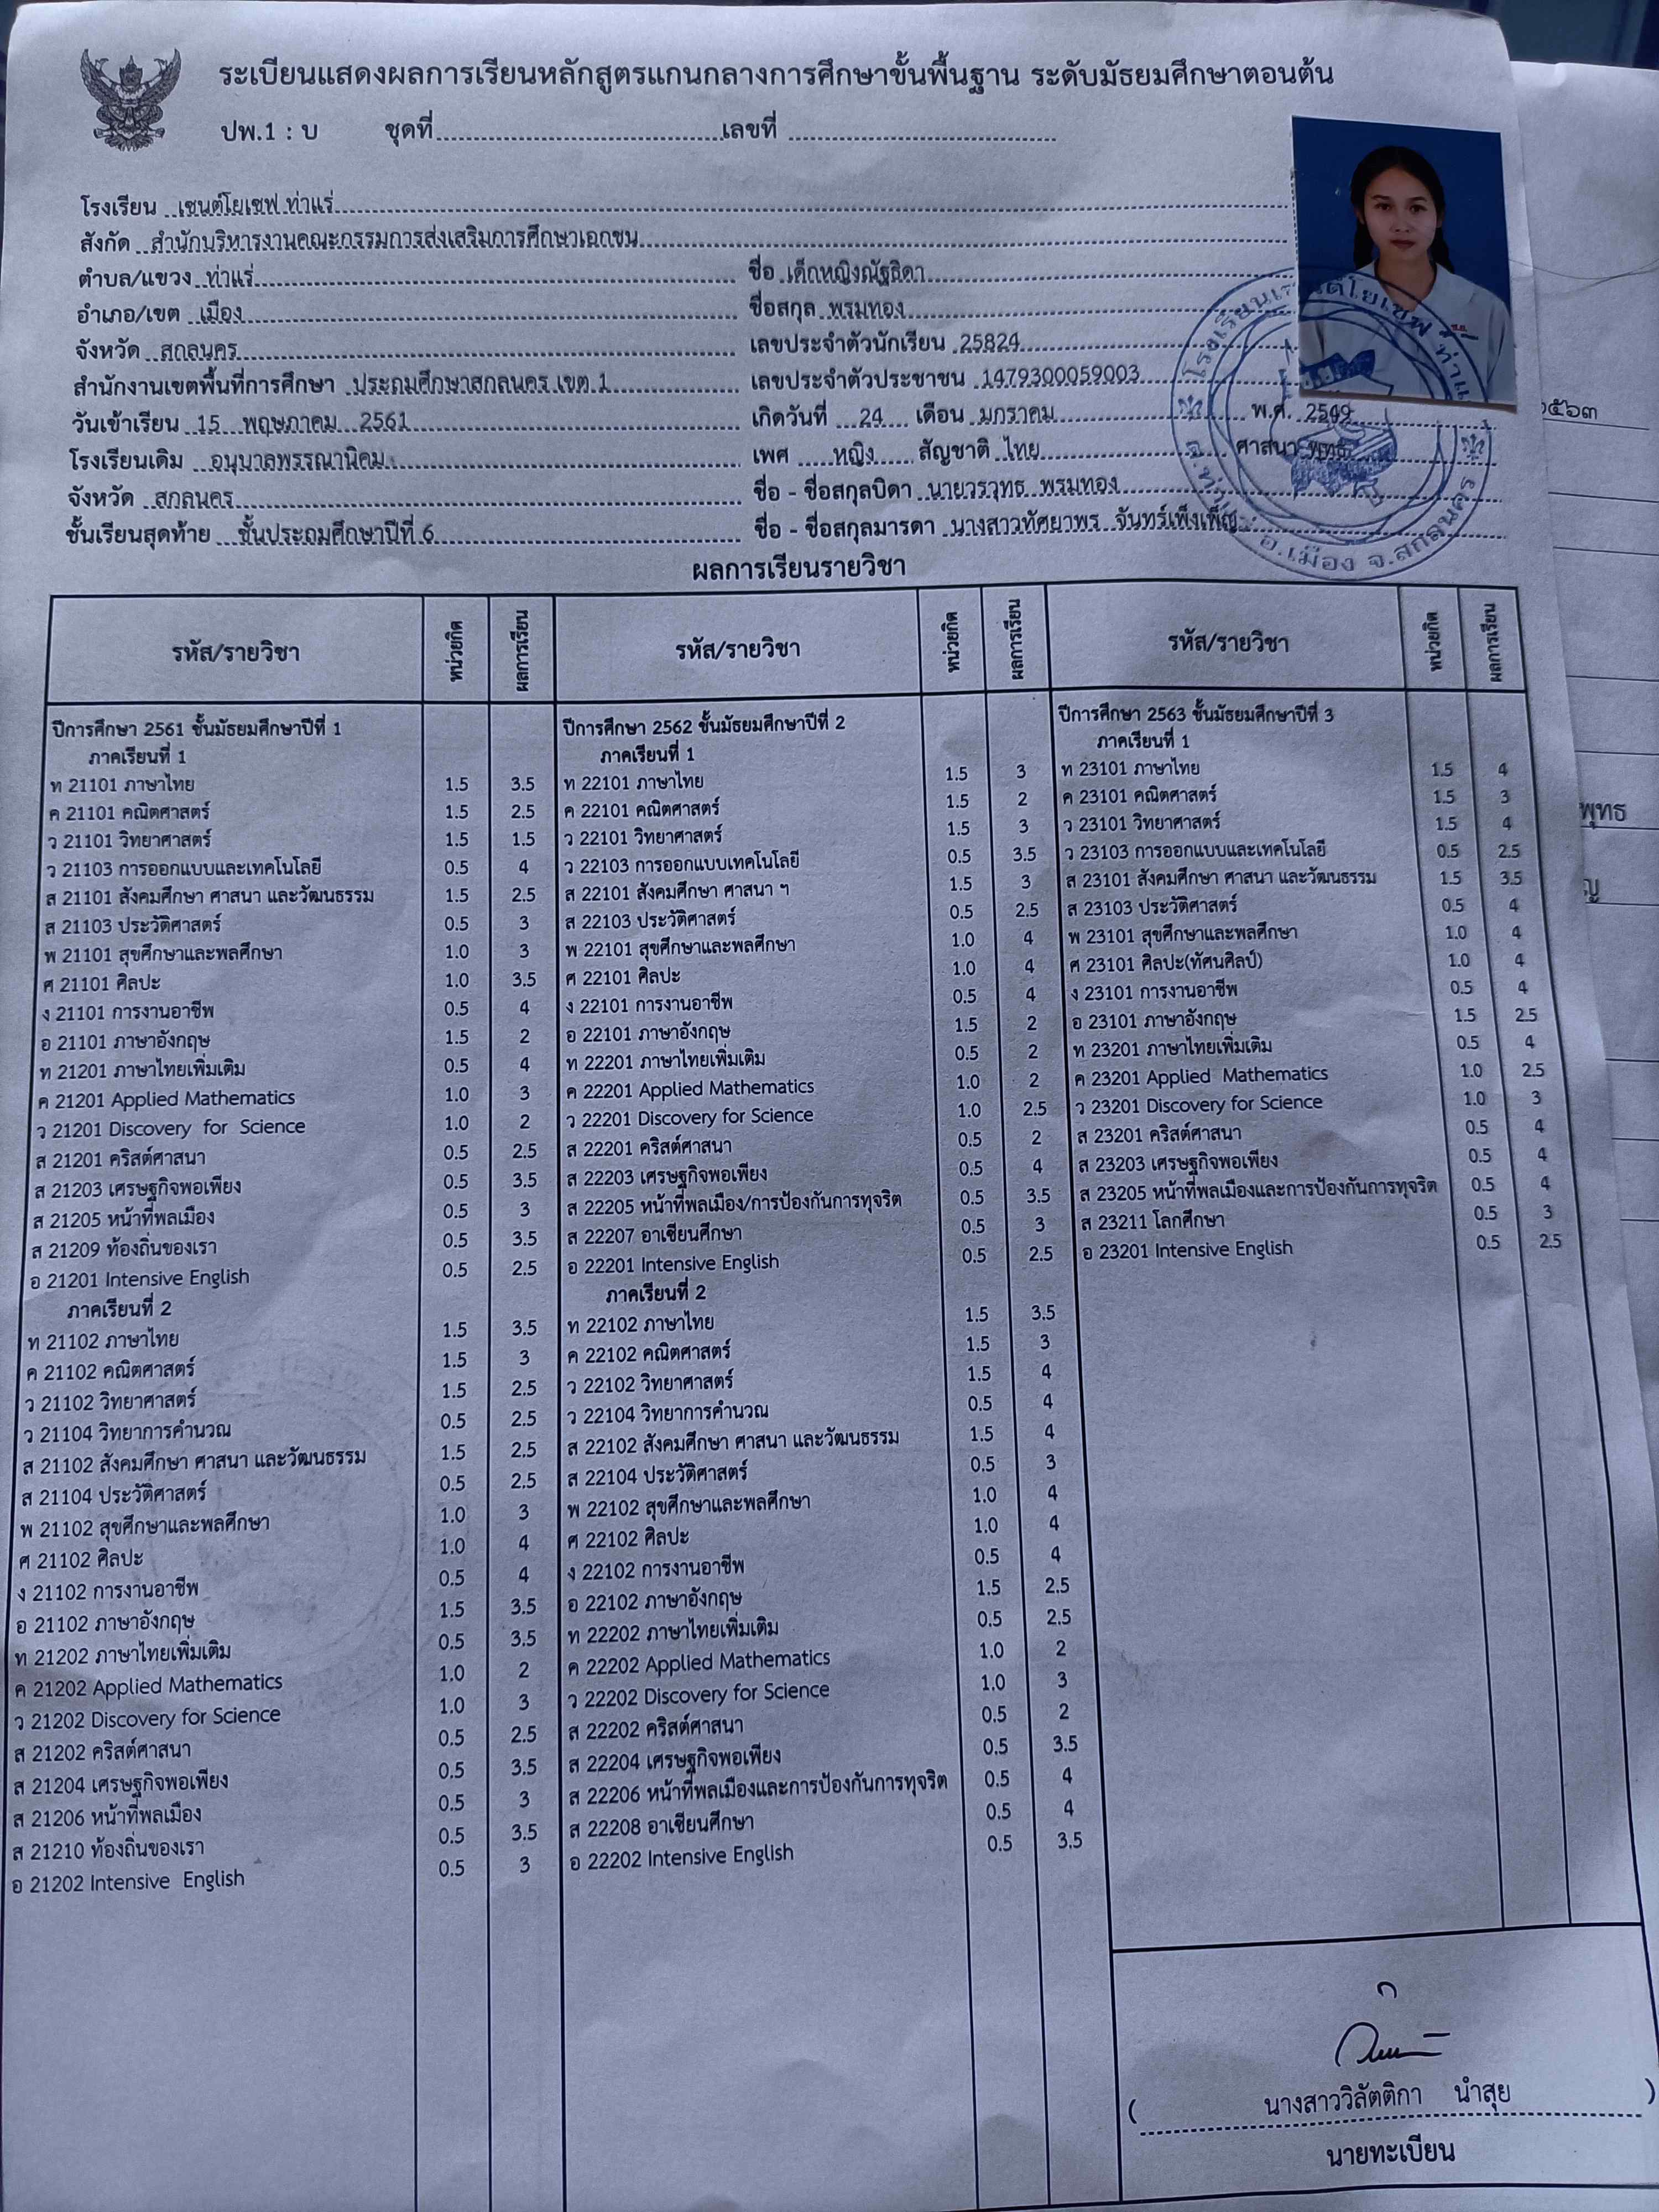 ระเบียนแสดงผลการเรียนหลักสูตรแกนกลางการศึกษาขั้นพื้นฐาน ระดับมัธยมศึกษาตอนต้น
ปพ.1 : บ ชุดที่ เลขที่
โรงเรียน เซนต์โยเซฟ ท่าแร่
สังกัด สำนักบริหารงานคณะกรรมการส่งเสริมการศึกษาเอกชน
ตำบล/แขวง ท่าแร่
อำเภอ/เขต เมือง
จังหวัด สกลนคร
สำนักงานเขตพื้นที่การศึกษา ประถมศึกษาสกลนคร เขต 1
วันเข้าเรียน 15 พฤษภาคม 2561
โรงเรียนเดิม อนุบาลพรรณานิคม
จังหวัด สกลนคร
ชั้นเรียนสุดท้าย ชั้นประถมศึกษาปีที่ 6
ชื่อ เด็กหญิงณัฐธิดา
ชื่อสกุล พรมทอง
เลขประจำตัวนักเรียน 25824
เลขประจำตัวประชาชน 1479300059003
เกิดวันที่ 24 เดือน มกราคม พ.ศ. 2549
เพศ หญิง สัญชาติ ไทย ศาสนา พุทธ
ชื่อ - ชื่อสกุลบิดา นายวรวุทธ พรมทอง
ชื่อ - ชื่อสกุลมารดา นางสาวทัศยาพร จันทร์เพ็งเพ็ญ
โรงเรียนเซนต์โยเซฟ ท่าแร่
อ.เมือง จ.สกลนคร
ผลการเรียนรายวิชา
รหัส/รายวิชา หน่วยกิต ผลการเรียน รหัส/รายวิชา หน่วยกิต ผลการเรียน รหัส/รายวิชา หน่วยกิต ผลการเรียน
ปีการศึกษา 2561 ชั้นมัธยมศึกษาปีที่ 1
ภาคเรียนที่ 1
ท 21101 ภาษาไทย 1.5 3.5
ค 21101 คณิตศาสตร์ 1.5 2.5
ว 21101 วิทยาศาสตร์ 1.5 1.5
ว 21103 การออกแบบและเทคโนโลยี 0.5 4
ส 21101 สังคมศึกษา ศาสนา และวัฒนธรรม 1.5 2.5
ส 21103 ประวัติศาสตร์ 0.5 3
พ 21101 สุขศึกษาและพลศึกษา 1.0 3
ศ 21101 ศิลปะ 1.0 3.5
ง 21101 การงานอาชีพ 0.5 4
อ 21101 ภาษาอังกฤษ 1.5 2
ท 21201 ภาษาไทยเพิ่มเติม 0.5 4
ค 21201 Applied Mathematics 1.0 3
ว 21201 Discovery for Science 1.0 2
ส 21201 คริสต์ศาสนา 0.5 2.5
ส 21203 เศรษฐกิจพอเพียง 0.5 3.5
ส 21205 หน้าที่พลเมือง 0.5 3
ส 21209 ท้องถิ่นของเรา 0.5 3.5
อ 21201 Intensive English 0.5 2.5
ภาคเรียนที่ 2
ท 21102 ภาษาไทย 1.5 3.5
ค 21102 คณิตศาสตร์ 1.5 3
ว 21102 วิทยาศาสตร์ 1.5 2.5
ว 21104 วิทยาการคำนวณ 0.5 2.5
ส 21102 สังคมศึกษา ศาสนา และวัฒนธรรม 1.5 2.5
ส 21104 ประวัติศาสตร์ 0.5 2.5
พ 21102 สุขศึกษาและพลศึกษา 1.0 3
ศ 21102 ศิลปะ 1.0 4
ง 21102 การงานอาชีพ 0.5 4
อ 21102 ภาษาอังกฤษ 1.5 3.5
ท 21202 ภาษาไทยเพิ่มเติม 0.5 3.5
ค 21202 Applied Mathematics 1.0 2
ว 21202 Discovery for Science 1.0 3
ส 21202 คริสต์ศาสนา 0.5 2.5
ส 21204 เศรษฐกิจพอเพียง 0.5 3.5
ส 21206 หน้าที่พลเมือง 0.5 3
ส 21210 ท้องถิ่นของเรา 0.5 3.5
อ 21202 Intensive English 0.5 3
ปีการศึกษา 2562 ชั้นมัธยมศึกษาปีที่ 2
ภาคเรียนที่ 1
ท 22101 ภาษาไทย 1.5 3
ค 22101 คณิตศาสตร์ 1.5 2
ว 22101 วิทยาศาสตร์ 1.5 3
ว 22103 การออกแบบเทคโนโลยี 0.5 3.5
ส 22101 สังคมศึกษา ศาสนา ฯ 1.5 3
ส 22103 ประวัติศาสตร์ 0.5 2.5
พ 22101 สุขศึกษาและพลศึกษา 1.0 4
ศ 22101 ศิลปะ 1.0 4
ง 22101 การงานอาชีพ 0.5 4
อ 22101 ภาษาอังกฤษ 1.5 2
ท 22201 ภาษาไทยเพิ่มเติม 0.5 2
ค 22201 Applied Mathematics 1.0 2
ว 22201 Discovery for Science 1.0 2.5
ส 22201 คริสต์ศาสนา 0.5 2
ส 22203 เศรษฐกิจพอเพียง 0.5 4
ส 22205 หน้าที่พลเมือง/การป้องกันการทุจริต 0.5 3.5
ส 22207 อาเซียนศึกษา 0.5 3
อ 22201 Intensive English 0.5 2.5
ภาคเรียนที่ 2
ท 22102 ภาษาไทย 1.5 3.5
ค 22102 คณิตศาสตร์ 1.5 3
ว 22102 วิทยาศาสตร์ 1.5 4
ว 22104 วิทยาการคำนวณ 0.5 4
ส 22102 สังคมศึกษา ศาสนา และวัฒนธรรม 1.5 4
ส 22104 ประวัติศาสตร์ 0.5 3
พ 22102 สุขศึกษาและพลศึกษา 1.0 4
ศ 22102 ศิลปะ 1.0 4
ง 22102 การงานอาชีพ 0.5 4
อ 22102 ภาษาอังกฤษ 1.5 2.5
ท 22202 ภาษาไทยเพิ่มเติม 0.5 2.5
ค 22202 Applied Mathematics 1.0 2
ว 22202 Discovery for Science 1.0 3
ส 22202 คริสต์ศาสนา 0.5 2
ส 22204 เศรษฐกิจพอเพียง 0.5 3.5
ส 22206 หน้าที่พลเมืองและการป้องกันการทุจริต 0.5 4
ส 22208 อาเซียนศึกษา 0.5 4
อ 22202 Intensive English 0.5 3.5
ปีการศึกษา 2563 ชั้นมัธยมศึกษาปีที่ 3
ภาคเรียนที่ 1
ท 23101 ภาษาไทย 1.5 4
ค 23101 คณิตศาสตร์ 1.5 3
ว 23101 วิทยาศาสตร์ 1.5 4
ว 23103 การออกแบบและเทคโนโลยี 0.5 2.5
ส 23101 สังคมศึกษา ศาสนา และวัฒนธรรม 1.5 3.5
ส 23103 ประวัติศาสตร์ 0.5 4
พ 23101 สุขศึกษาและพลศึกษา 1.0 4
ศ 23101 ศิลปะ(ทัศนศิลป์) 1.0 4
ง 23101 การงานอาชีพ 0.5 4
อ 23101 ภาษาอังกฤษ 1.5 2.5
ท 23201 ภาษาไทยเพิ่มเติม 0.5 4
ค 23201 Applied Mathematics 1.0 2.5
ว 23201 Discovery for Science 1.0 3
ส 23201 คริสต์ศาสนา 0.5 4
ส 23203 เศรษฐกิจพอเพียง 0.5 4
ส 23205 หน้าที่พลเมืองและการป้องกันการทุจริต 0.5 4
ส 23211 โลกศึกษา 0.5 3
อ 23201 Intensive English 0.5 2.5
( นางสาววิลัตติกา นำสุย )
นายทะเบียน
๒๕๖๓
พุทธ
ญ